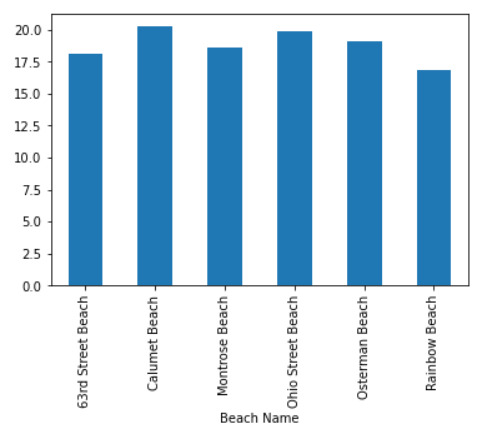 20.0
17.5
15.0
12.5
10.0
7.5
5.0
2.5
0.0
63rd Street Beach
Calumet Beach
Montrose Beach
Ohio Street Beach
Osterman Beach
Rainbow Beach
Beach Name